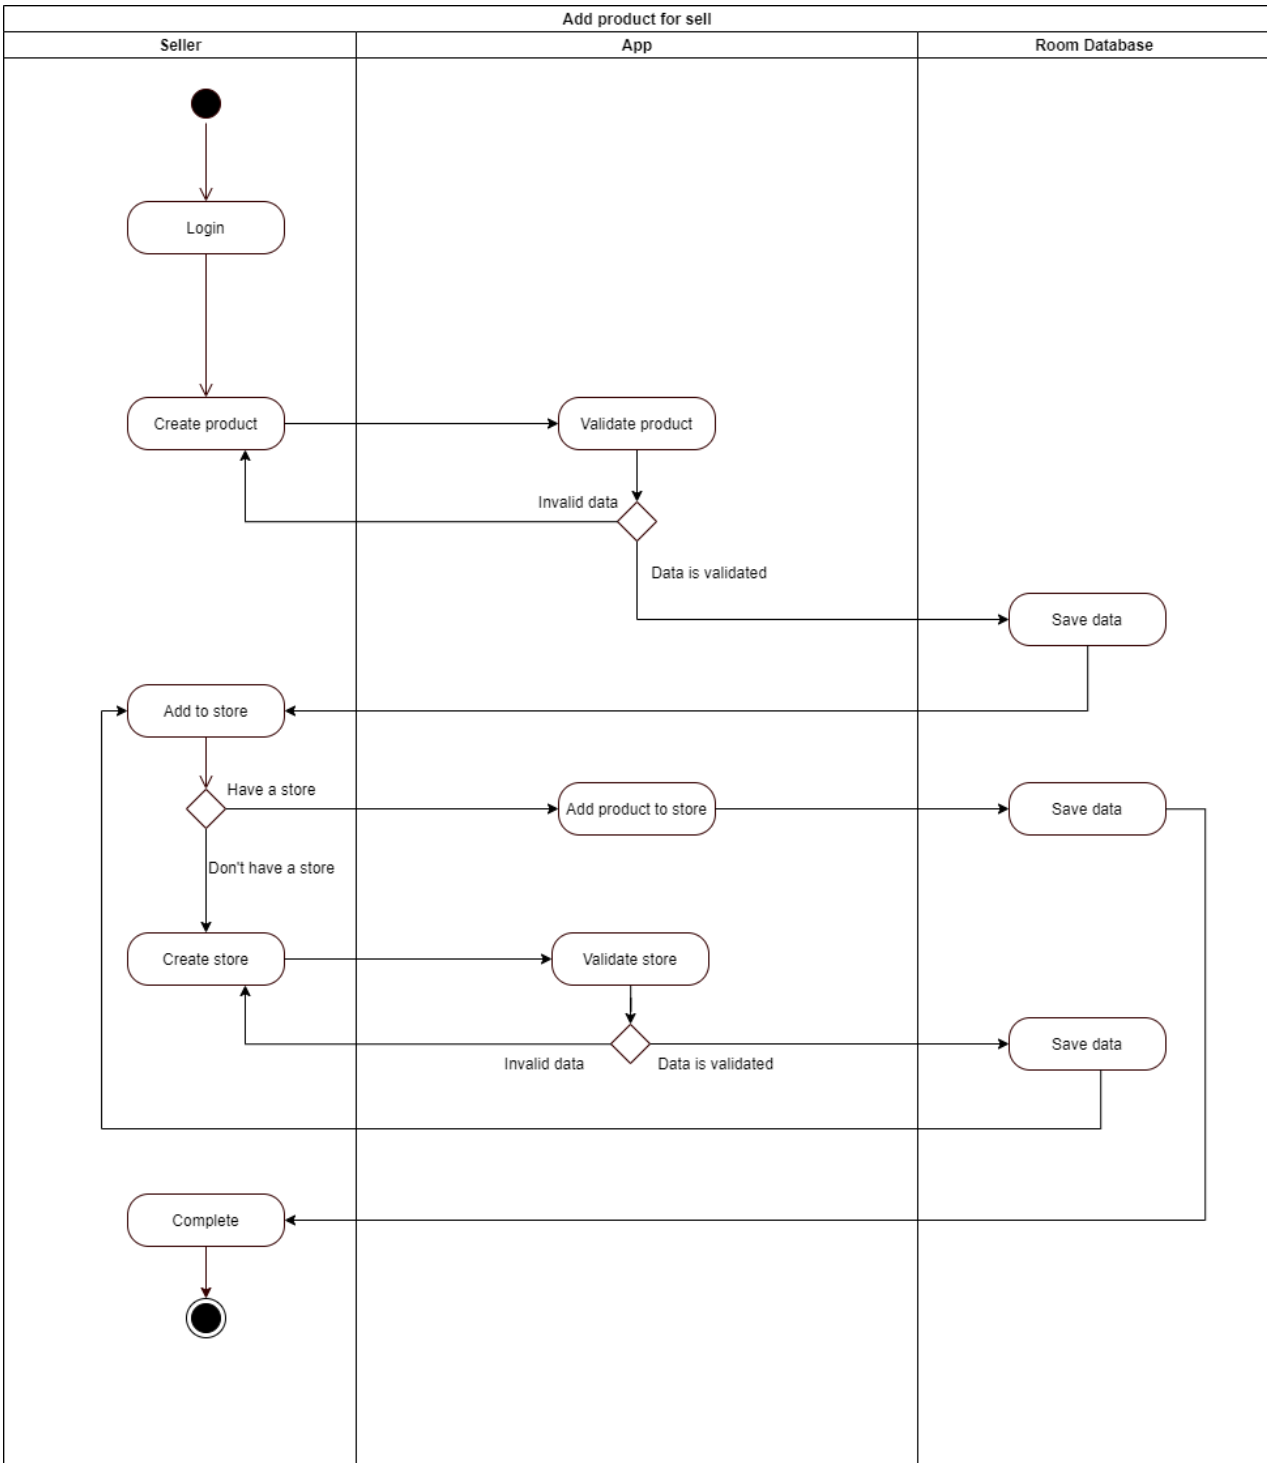 Add product for sell
Seller
App
Room Database
Login
Create product
Validate product
Invalid data
Data is validated
Save data
Add to store
Have a store
Add product to store
Save data
Don't have a store
Create store
Validate store
Invalid data
Data is validated
Save data
Complete